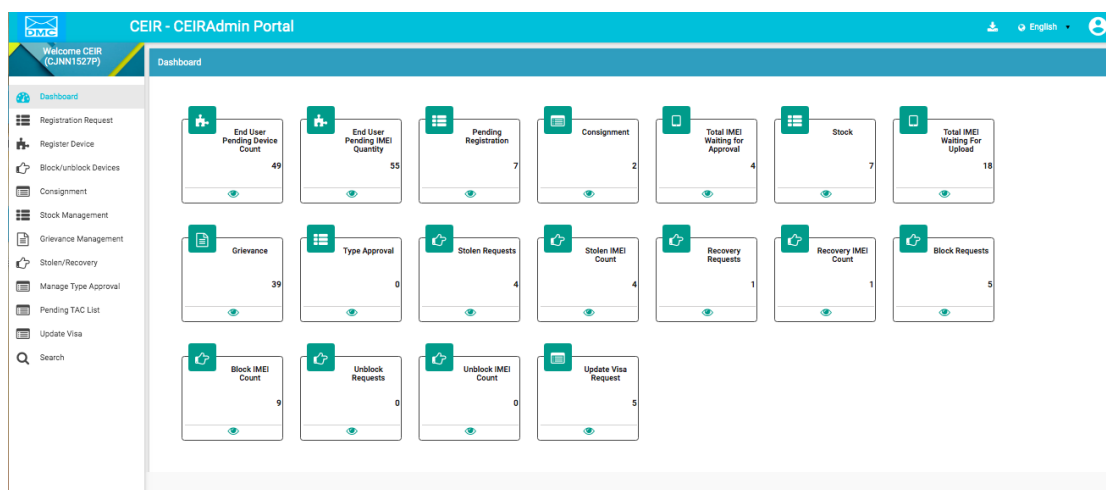 DMC
CEIR - CEIRAdmin Portal
English
Welcome CEIR
(CJNN1527P)
Dashboard
Dashboard
Registration Request
Register Device
Block/unblock Devices
Consignment
Stock Management
Grievance Management
Stolen/Recovery
Manage Type Approval
Pending TAC List
Update Visa
Search
End User
Pending Device
Count
49
End User
Pending IMEI
Quantity
55
Pending
Registration
7
Consignment
2
Total IMEI
Waiting for
Approval
4
Stock
7
Total IMEI
Waiting For
Upload
18
Grievance
39
Type Approval
0
Stolen Requests
4
Stolen IMEI
Count
4
Recovery
Requests
1
Recovery IMEI
Count
1
Block Requests
5
Block IMEI
Count
9
Unblock
Requests
0
Unblock IMEI
Count
0
Update Visa
Request
5